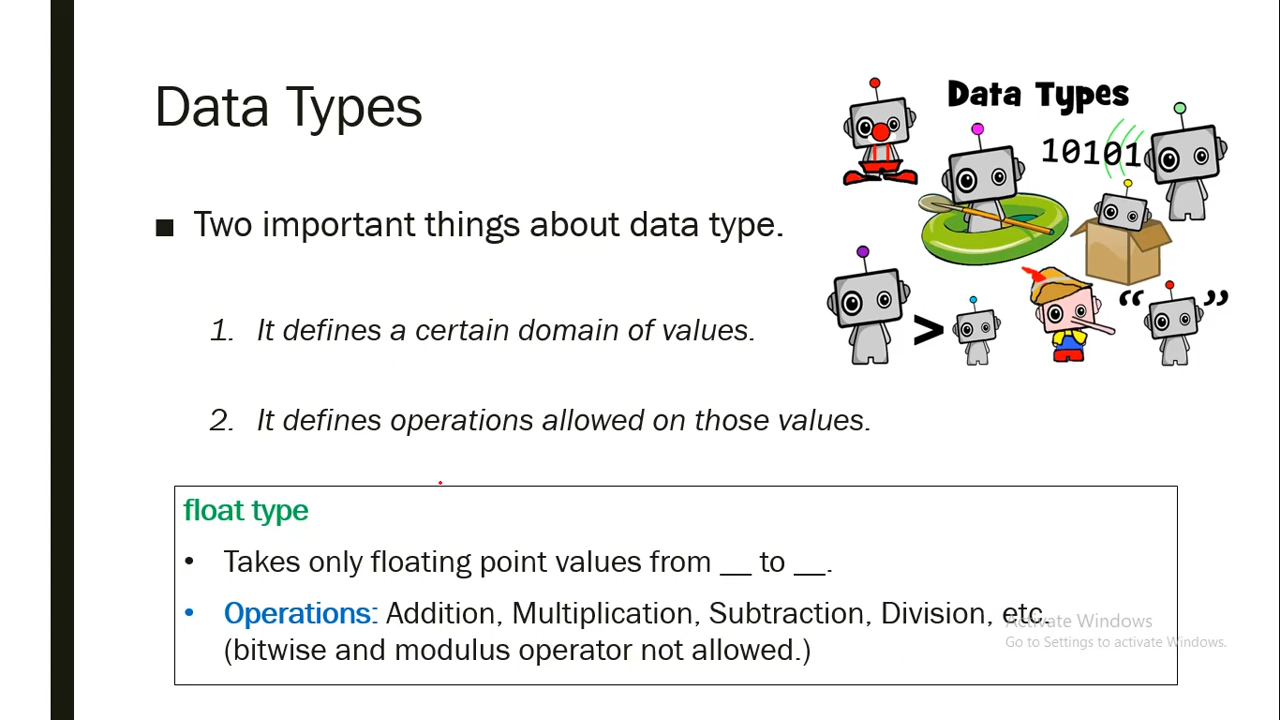 Data Types
Data Types
10101
■ Two important things about data type.
1. It defines a certain domain of values.
> “ ”
2. It defines operations allowed on those values.
float type
• Takes only floating point values from __ to __.
• Operations: Addition, Multiplication, Subtraction, Division, etc.
(bitwise and modulus operator not allowed.)
Activate Windows
Go to Settings to activate Windows.